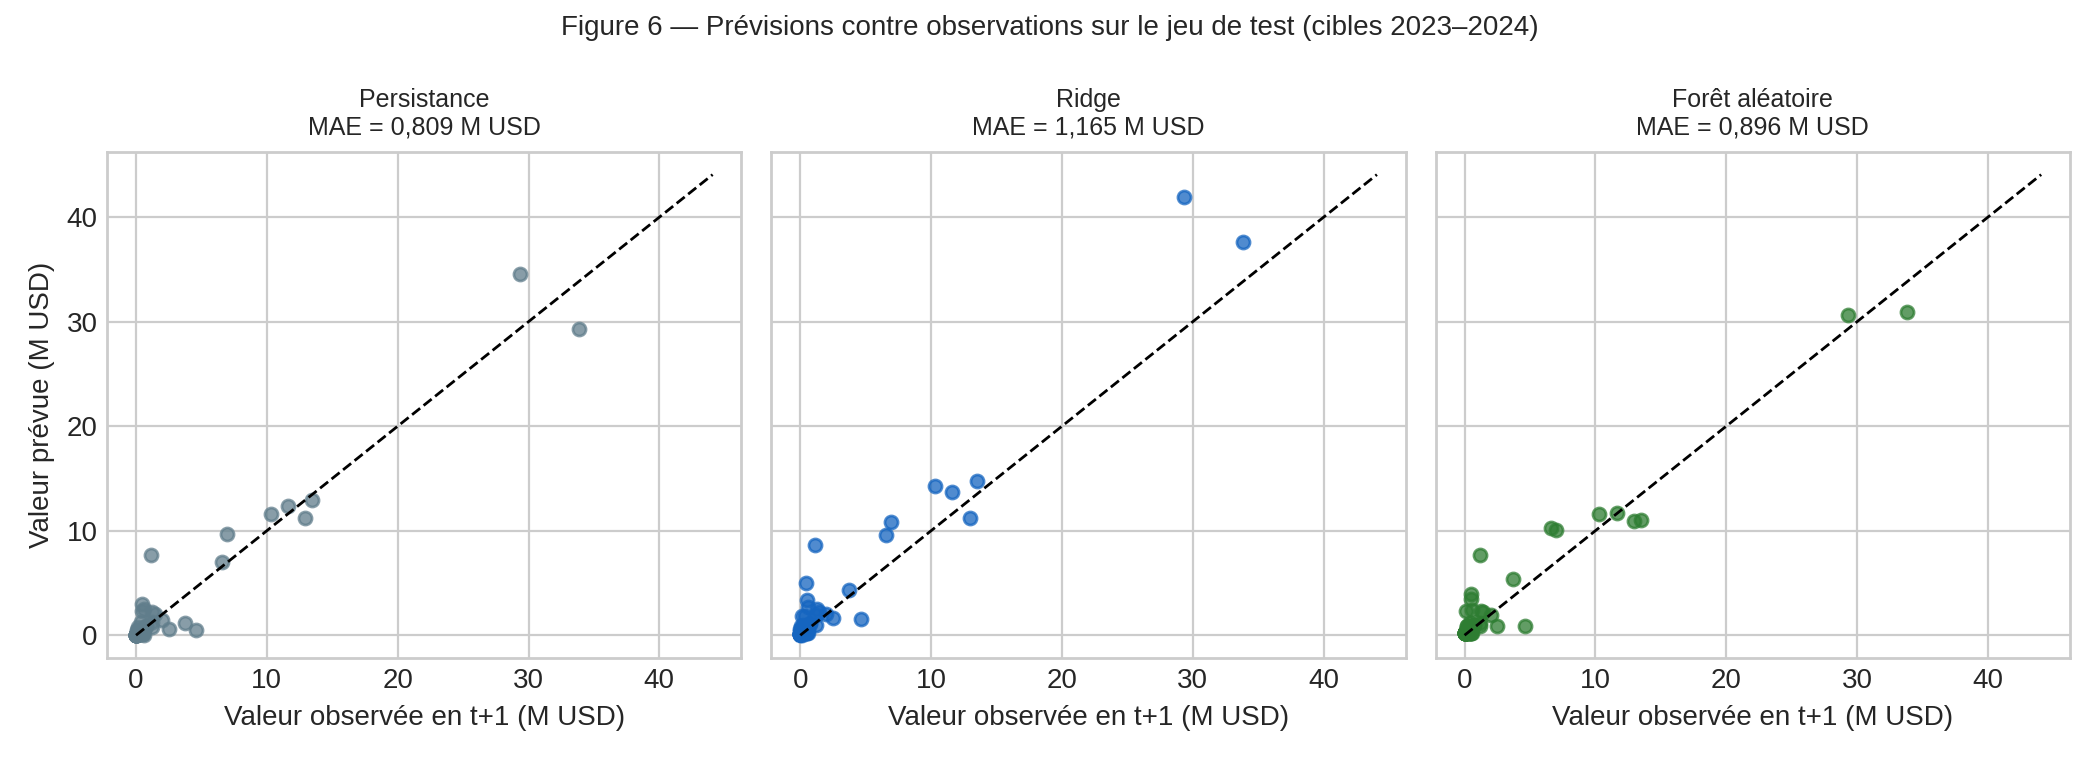 Figure 6 — Prévisions contre observations sur le jeu de test (cibles 2023–2024)
Persistance
MAE = 0,809 M USD
Ridge
MAE = 1,165 M USD
Forêt aléatoire
MAE = 0,896 M USD
Valeur prévue (M USD)
40
30
20
10
0
0 10 20 30 40
0 10 20 30 40
0 10 20 30 40
Valeur observée en t+1 (M USD)
Valeur observée en t+1 (M USD)
Valeur observée en t+1 (M USD)